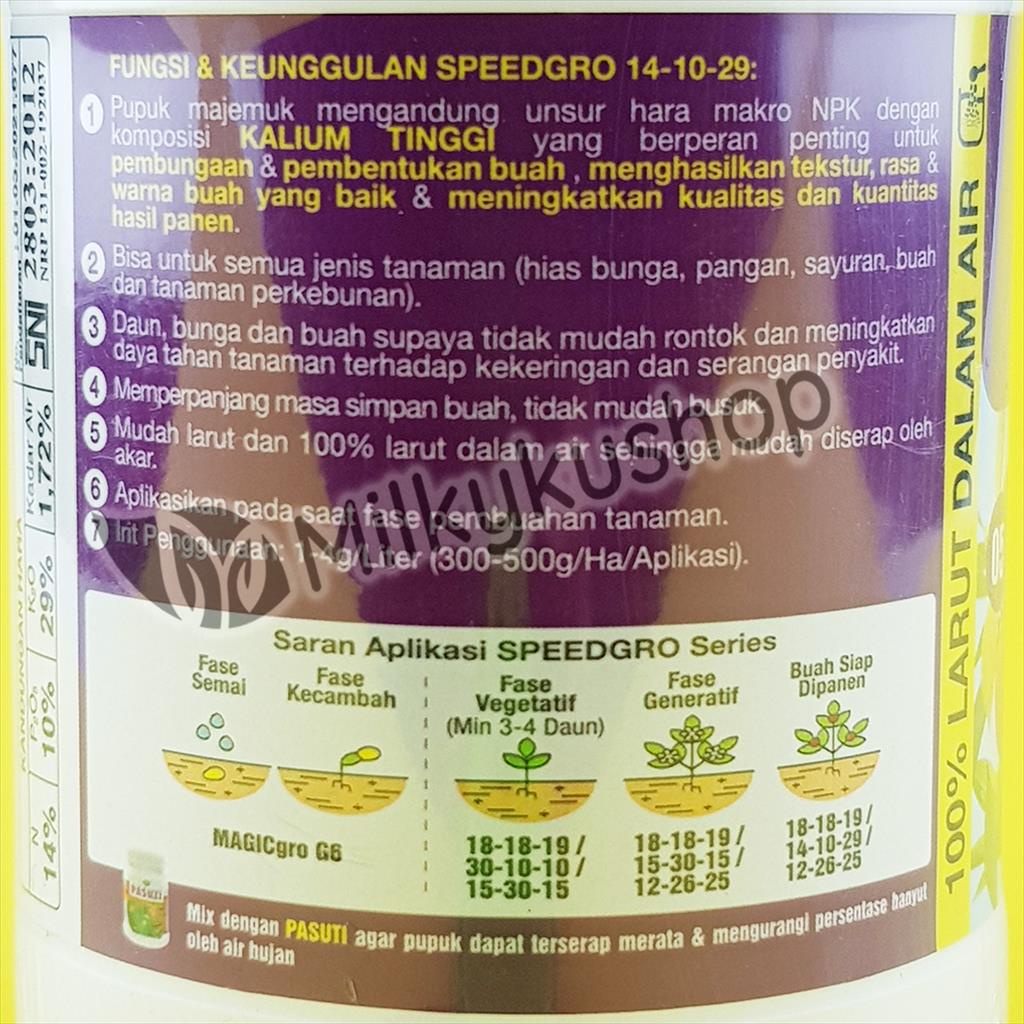 FUNGSI & KEUNGGULAN SPEEDGRO 14-10-29:
1 Pupuk majemuk mengandung unsur hara makro NPK dengan
komposisi KALIUM TINGGI yang berperan penting untuk
pembungaan & pembentukan buah , menghasilkan tekstur, rasa &
warna buah yang baik & meningkatkan kualitas dan kuantitas
hasil panen.
2 Bisa untuk semua jenis tanaman (hias bunga, pangan, sayuran, buah
dan tanaman perkebunan).
3 Daun, bunga dan buah supaya tidak mudah rontok dan meningkatkan
daya tahan tanaman terhadap kekeringan dan serangan penyakit.
4 Memperpanjang masa simpan buah, tidak mudah busuk.
5 Mudah larut dan 100% larut dalam air sehingga mudah diserap oleh
akar.
6 Aplikasikan pada saat fase pembuahan tanaman.
7 Irit Penggunaan: 1-4g/Liter (300-500g/Ha/Aplikasi).
Milkykushop
Saran Aplikasi SPEEDGRO Series
Fase
Semai
Fase
Kecambah
MAGICgro G6
Fase
Vegetatif
(Min 3-4 Daun)
18-18-19 /
30-10-10 /
15-30-15
Fase
Generatif
18-18-19 /
15-30-15 /
12-26-25
Buah Siap
Dipanen
18-18-19 /
14-10-29 /
12-26-25
PASUTI
Mix dengan PASUTI agar pupuk dapat terserap merata & mengurangi persentase hanyut
oleh air hujan
KANDUNGAN HARA
N
14%
P₂O₅
10%
K₂O
29%
Kadar Air
1,72%
SNI 2803:2012
NRP 131-002-192037
100% LARUT DALAM AIR